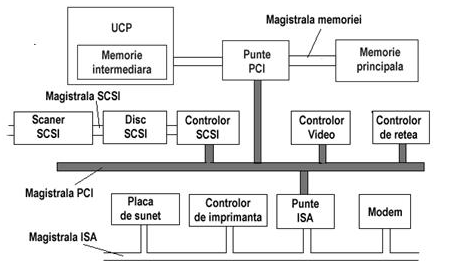 UCP
Magistrala memoriei
Memorie
intermediara
Punte
PCI
Memorie
principala
Magistrala SCSI
Scaner
SCSI
Disc
SCSI
Controlor
SCSI
Controlor
Video
Controlor
de retea
Magistrala PCI
Placa
de sunet
Controlor
de imprimanta
Punte
ISA
Modem
Magistrala ISA